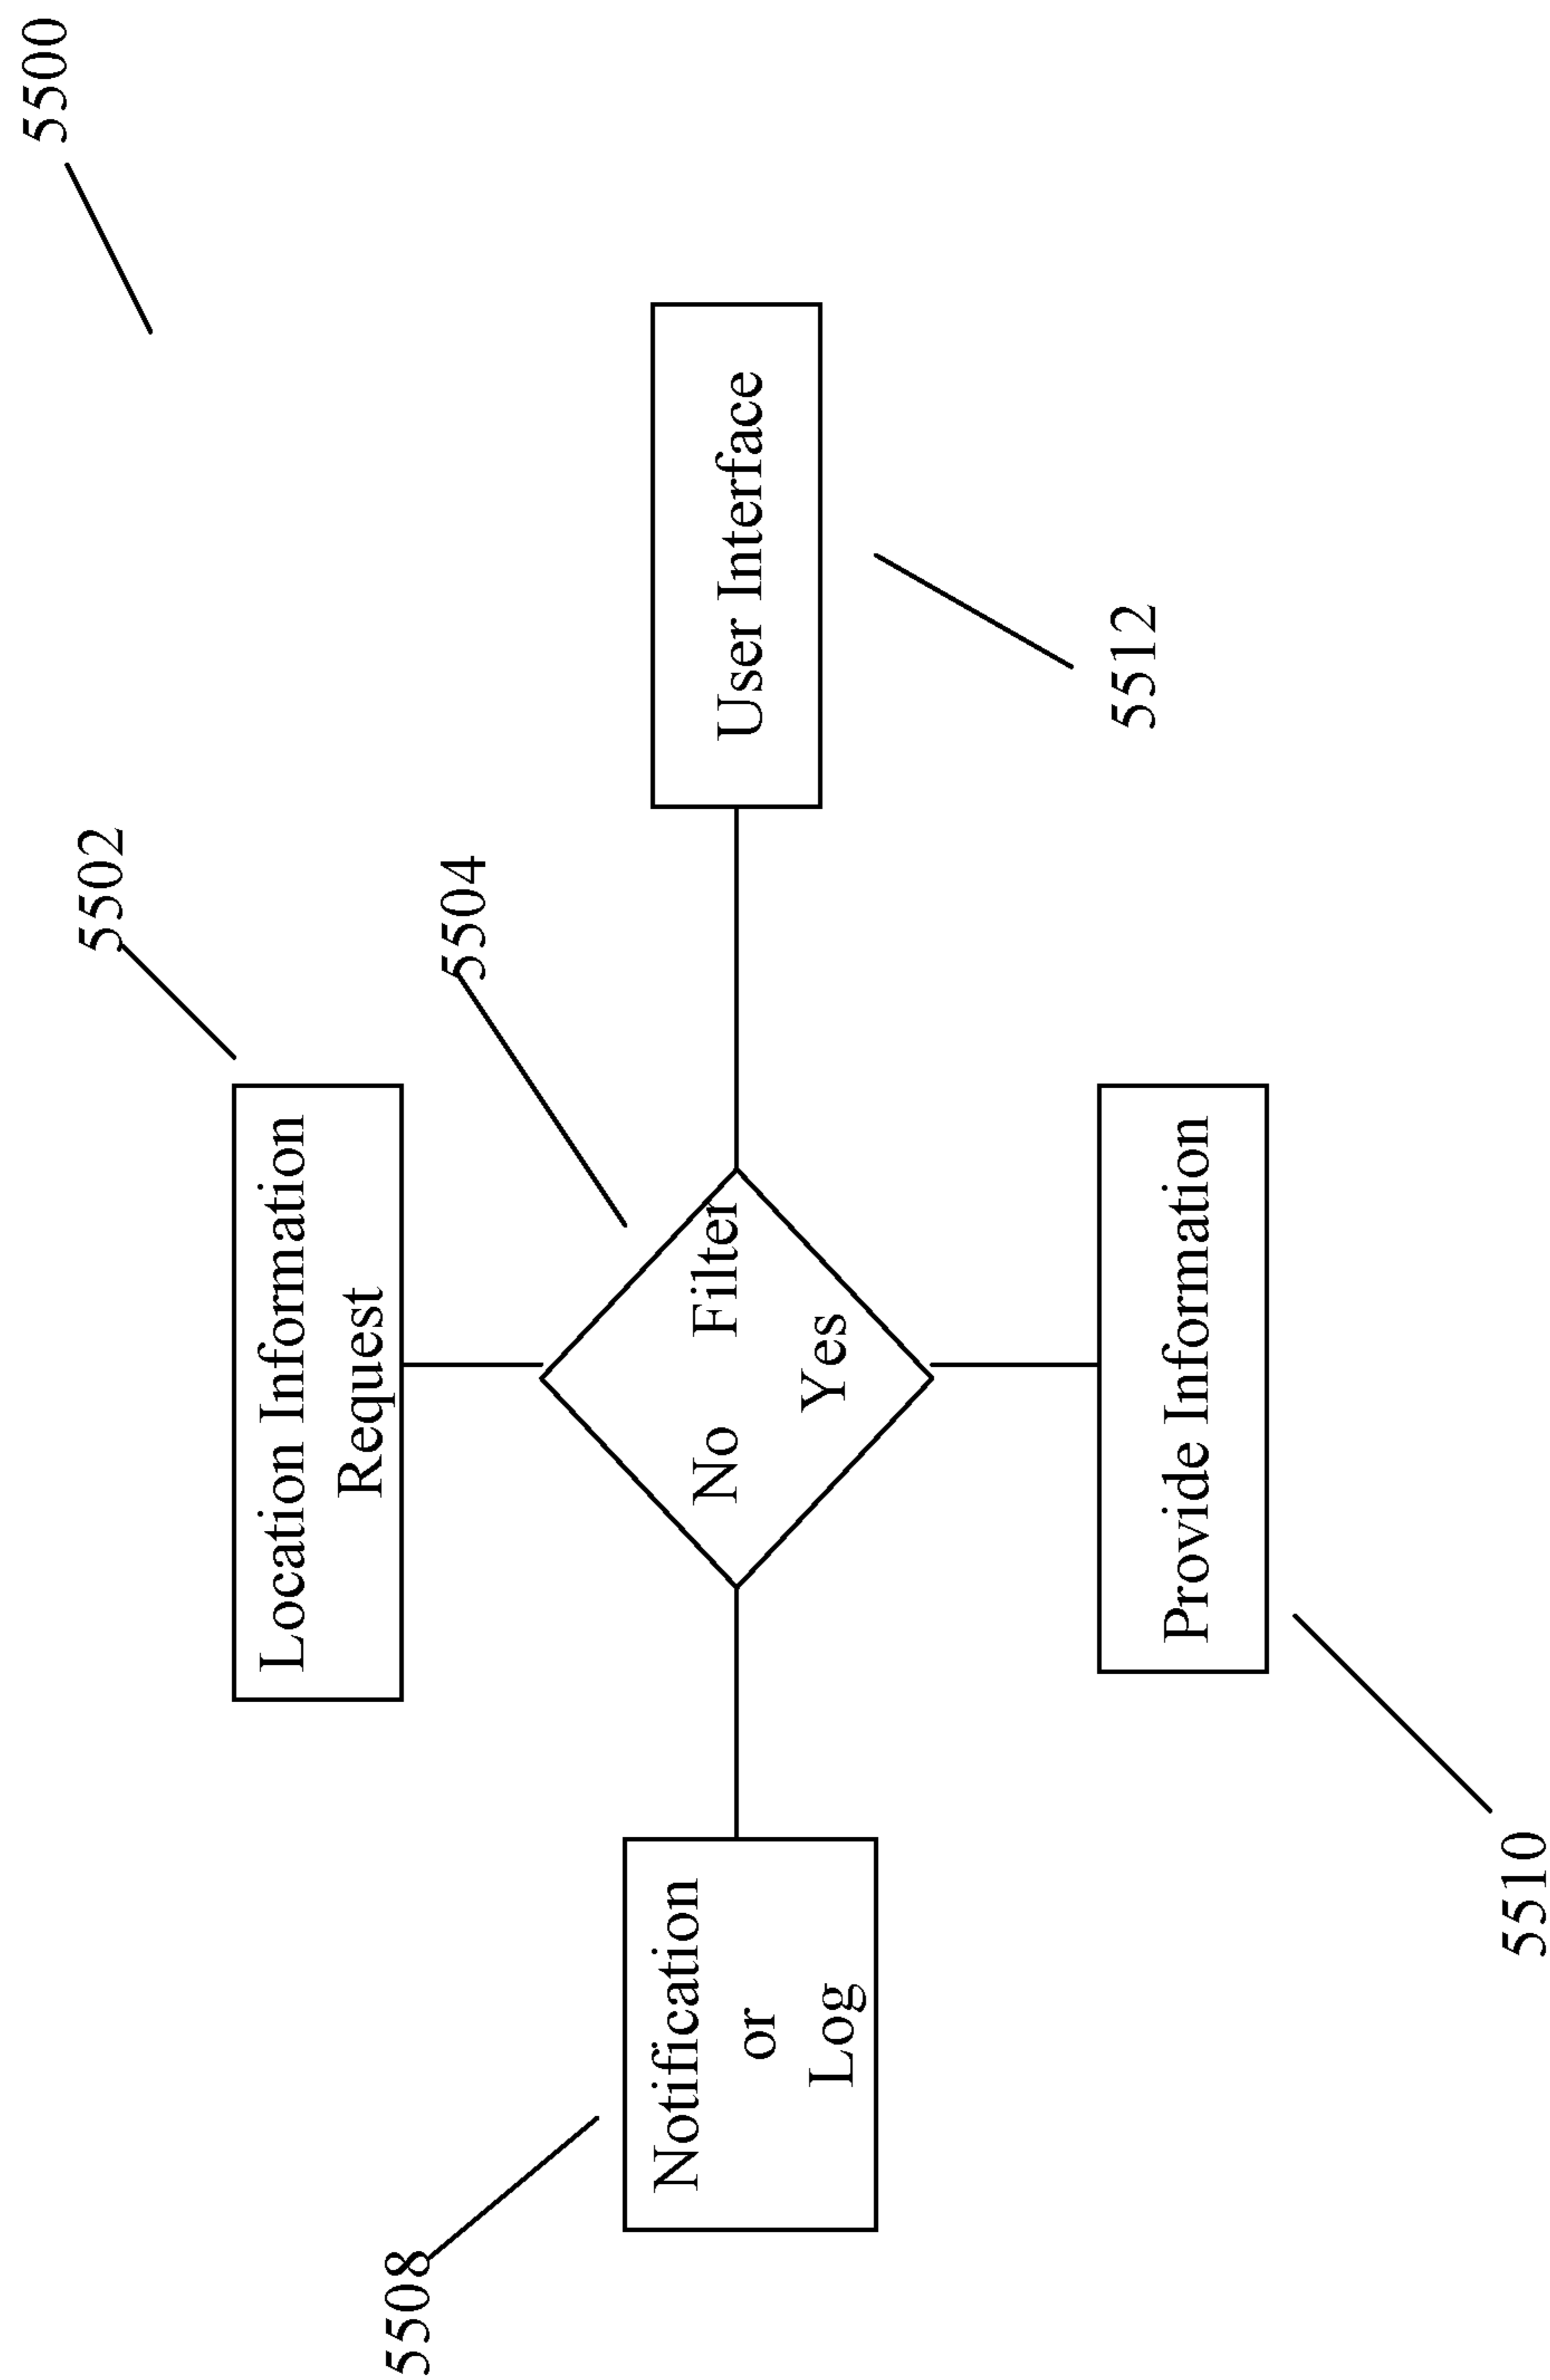 5500
5502
Location Information
Request
5504
No Filter
Yes
User Interface
5512
Notification
or
Log
5508
Provide Information
5510